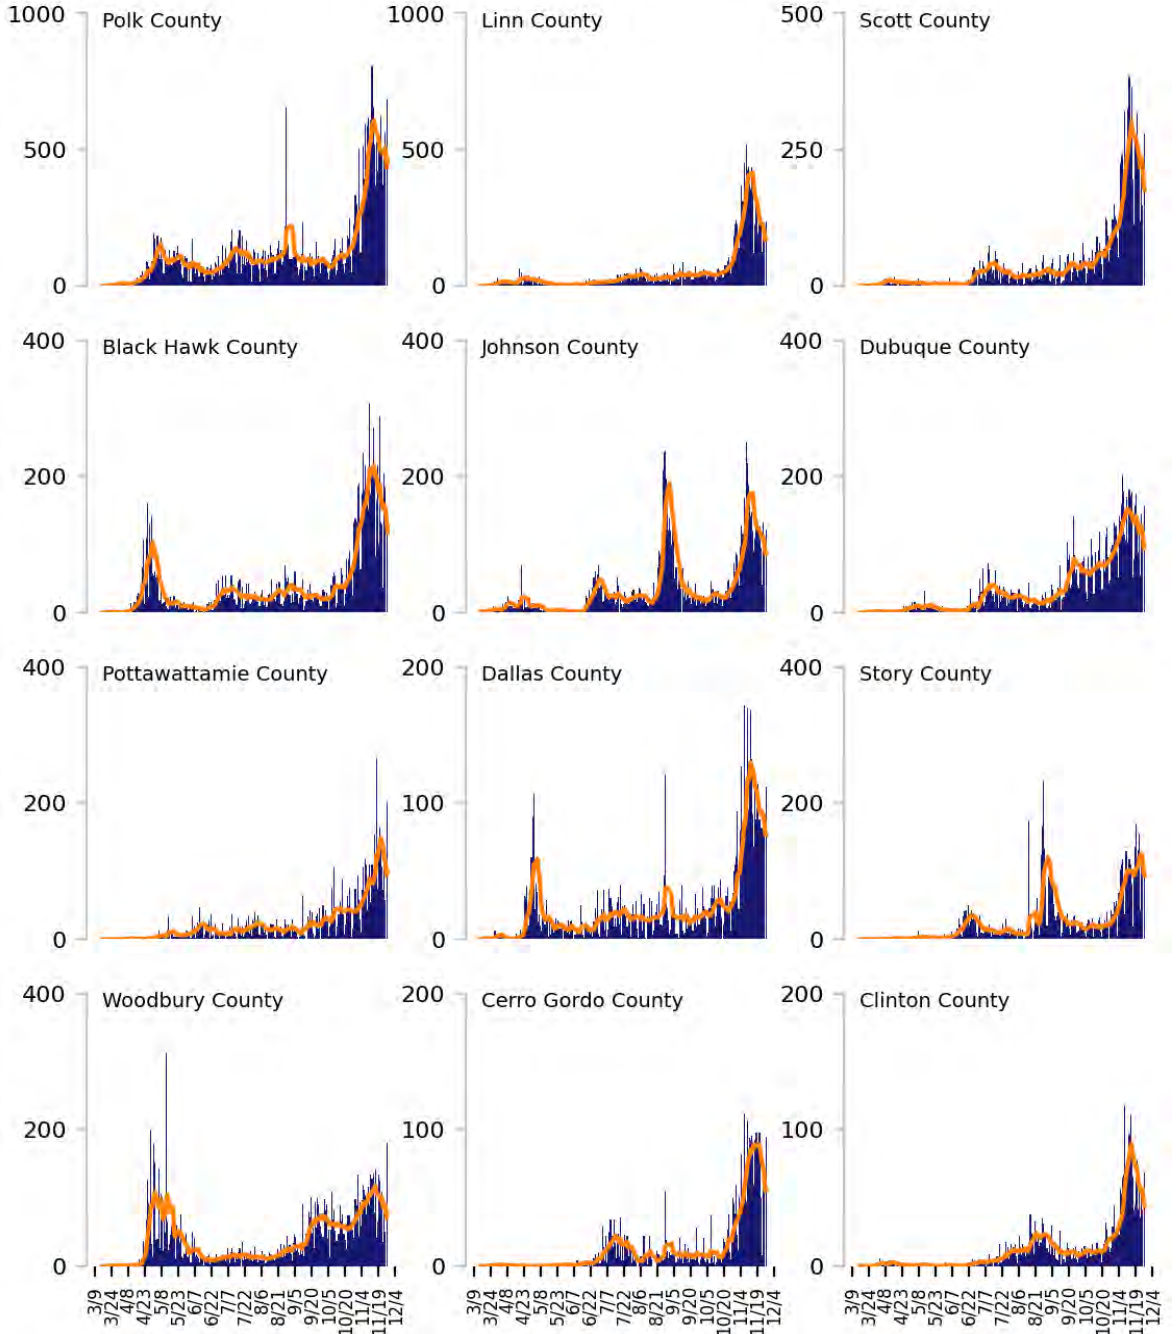 1000 Polk County 1000 Linn County 500 Scott County
500 500 250
0 0 0
400 Black Hawk County 400 Johnson County 400 Dubuque County
200 200 200
0 0 0
400 Pottawattamie County 200 Dallas County 400 Story County
200 100 200
0 0 0
400 Woodbury County 200 Cerro Gordo County 200 Clinton County
200 100 100
0 0 0
3/9 3/24 4/8 4/23 5/8 5/23 6/7 6/22 7/7 7/22 8/6 8/21 9/5 9/20 10/5 10/20 11/4 11/19 12/4 3/9 3/24 4/8 4/23 5/8 5/23 6/7 6/22 7/7 7/22 8/6 8/21 9/5 9/20 10/5 10/20 11/4 11/19 12/4 3/9 3/24 4/8 4/23 5/8 5/23 6/7 6/22 7/7 7/22 8/6 8/21 9/5 9/20 10/5 10/20 11/4 11/19 12/4